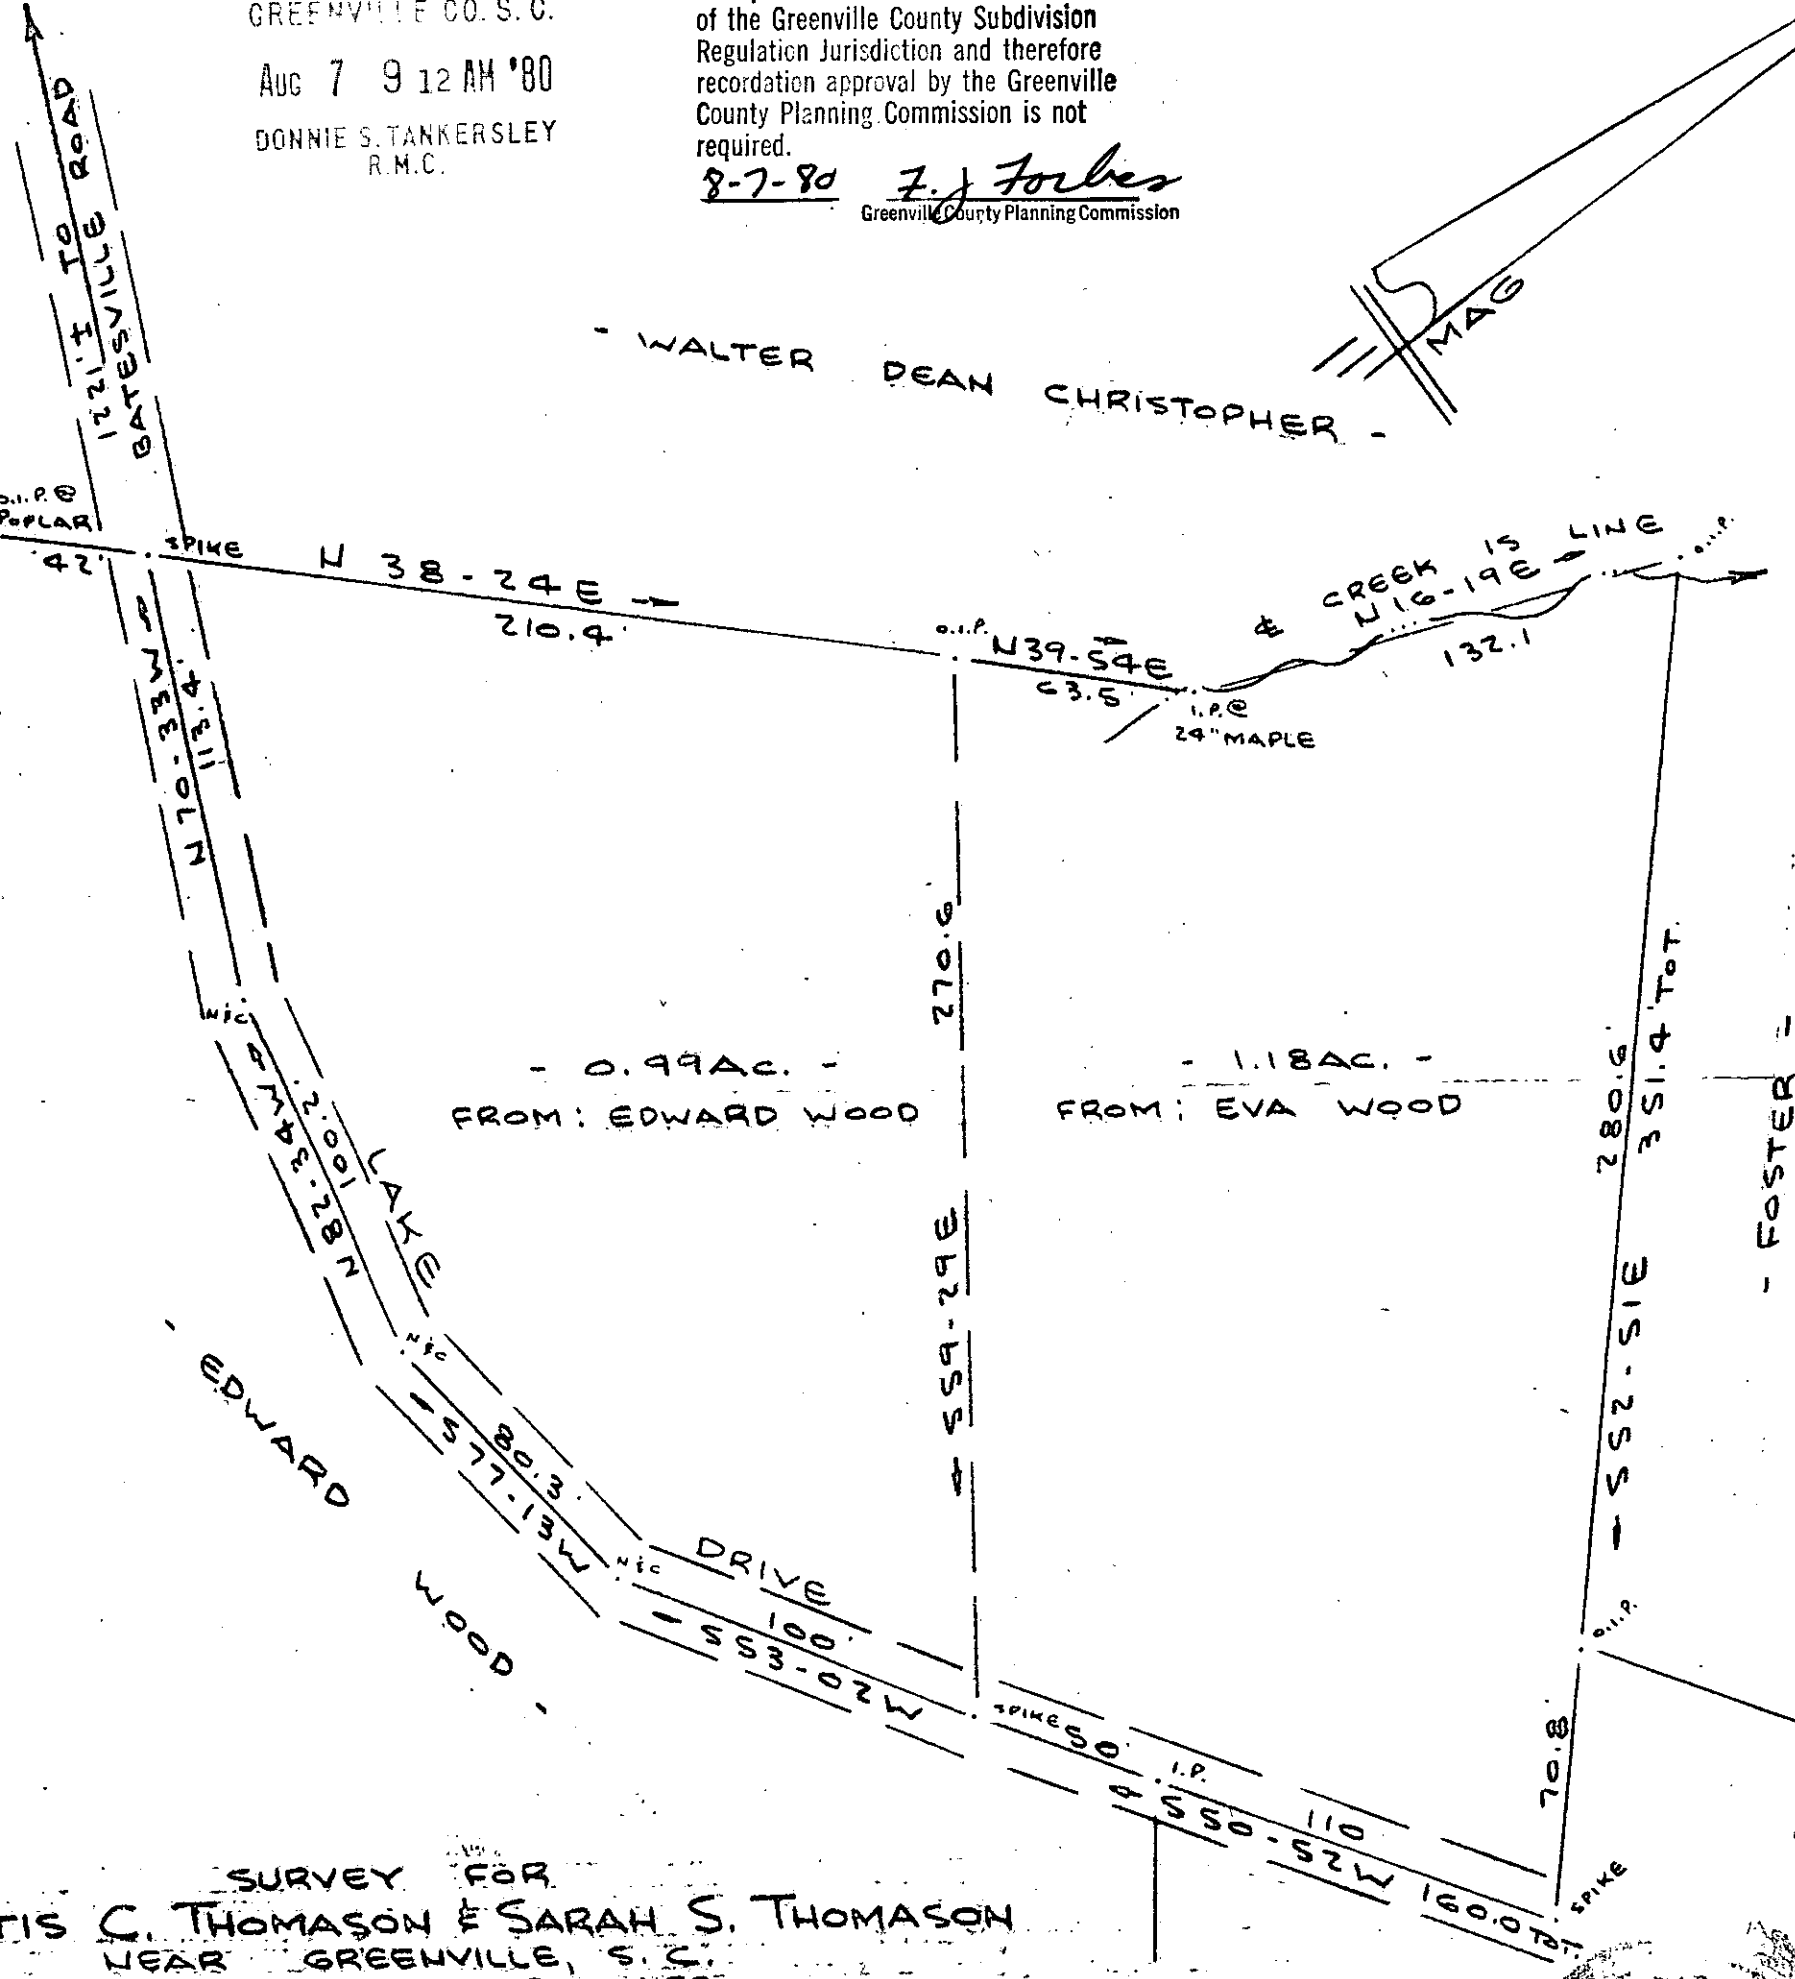 GREENVILLE CO. S. C.
AUG 7 9 12 AM '80
DONNIE S. TANKERSLEY
R.M.C.
of the Greenville County Subdivision
Regulation Jurisdiction and therefore
recordation approval by the Greenville
County Planning Commission is not
required.
8-7-80 F. J Forbes
Greenville County Planning Commission
MAG
1221'± TO
BATESVILLE ROAD
- WALTER DEAN CHRISTOPHER -
O.I.P. @
POPLAR
42'
SPIKE
N 38-24 E
210.4'
O.I.P.
N39-54E
63.5'
I.P. @
24" MAPLE
℄ CREEK IS LINE
N16-19E
132.1
O.I.P.
N 70-33W
113.4'
N&C
N 82-34W
100.2'
N&C
LAKE
DRIVE
S 77-13W
80.3'
N&C
100'
S53-02W
270.6
S59-29E
- 0.99AC. -
FROM: EDWARD WOOD
- 1.18AC. -
FROM: EVA WOOD
280.6'
351.4' TOT.
S52-51E
- FOSTER -
O.I.P.
70.8'
SPIKE
50'
I.P.
110
S50-52W
160.0 TOT.
SPIKE
- EDWARD WOOD -
SURVEY FOR
TIS C. THOMASON & SARAH S. THOMASON
NEAR GREENVILLE, S. C.